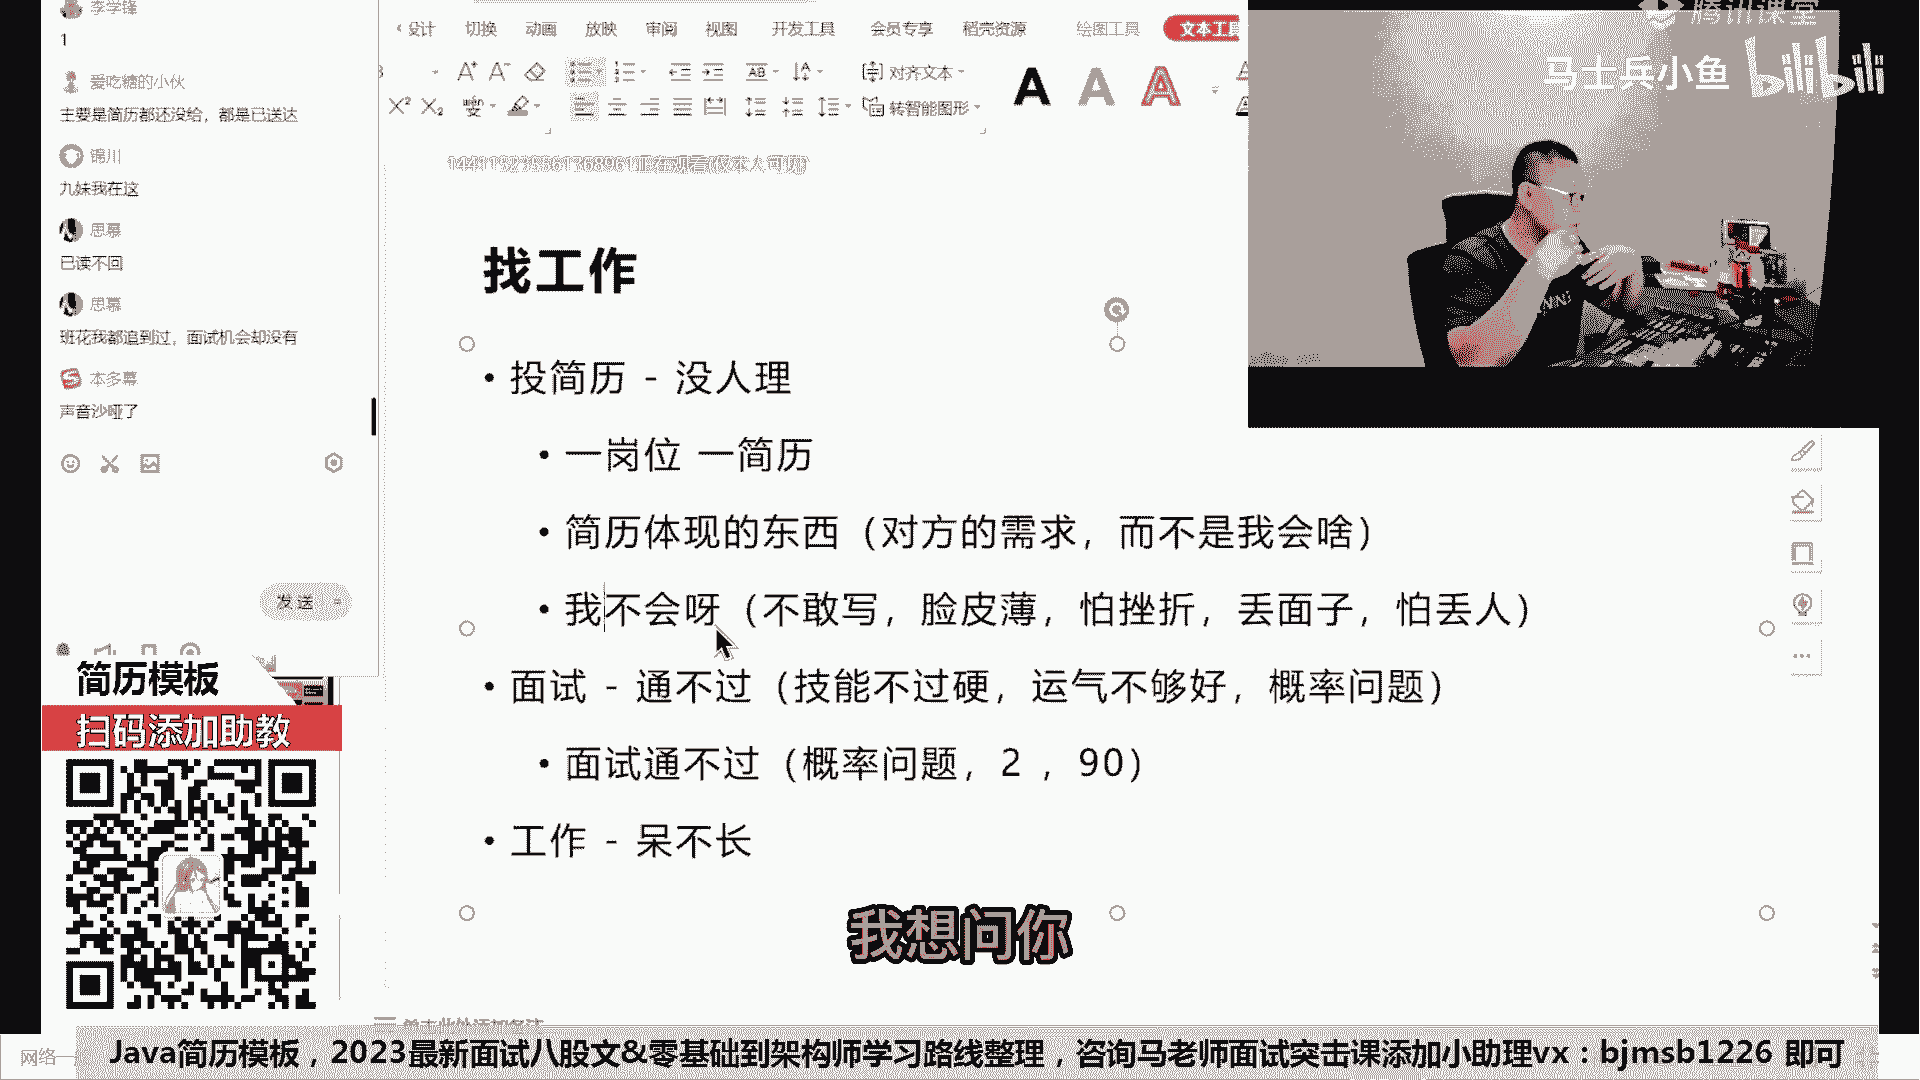 李学锋
1
爱吃糖的小伙
主要是简历都还没给，都是已送达
锦川
九妹我在这
思慕
已读不回
思慕
班花我都追到过，面试机会却没有
本多幕
声音沙哑了
发送
设计 切换 动画 放映 审阅 视图 开发工具 会员专享 稻壳资源 绘图工具 文本工具
对齐文本
转智能图形
腾讯课堂
马士兵小鱼 bilibili
找工作
• 投简历 - 没人理
• 一岗位 一简历
• 简历体现的东西（对方的需求，而不是我会啥）
• 我不会呀（不敢写，脸皮薄，怕挫折，丢面子，怕丢人）
• 面试 - 通不过（技能不过硬，运气不够好，概率问题）
• 面试通不过（概率问题，2 ，90）
• 工作 - 呆不长
简历模板
扫码添加助教
我想问你
单击此处添加备注
网络一
Java简历模板，2023最新面试八股文&零基础到架构师学习路线整理，咨询马老师面试突击课添加小助理vx：bjmsb1226 即可